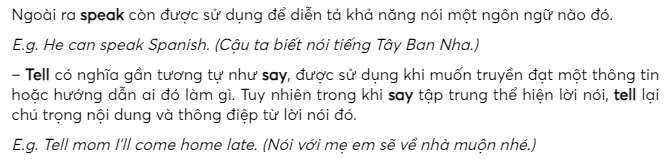 Ngoài ra speak còn được sử dụng để diễn tả khả năng nói một ngôn ngữ nào đó.
E.g. He can speak Spanish. (Cậu ta biết nói tiếng Tây Ban Nha.)
– Tell có nghĩa gần tương tự như say, được sử dụng khi muốn truyền đạt một thông tin
hoặc hướng dẫn ai đó làm gì. Tuy nhiên trong khi say tập trung thể hiện lời nói, tell lại
chú trọng nội dung và thông điệp từ lời nói đó.
E.g. Tell mom I'll come home late. (Nói với mẹ em sẽ về nhà muộn nhé.)